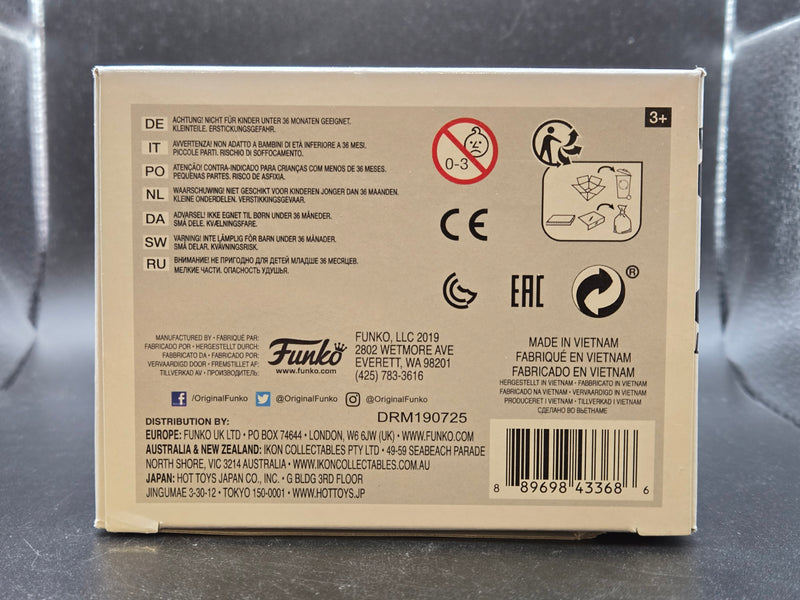 DE ACHTUNG! NICHT FÜR KINDER UNTER 36 MONATEN GEEIGNET.
KLEINTEILE. ERSTICKUNGSGEFAHR.
IT AVVERTENZA! NON ADATTO A BAMBINI DI ETÀ INFERIORE A 36 MESI.
PICCOLE PARTI. RISCHIO DI SOFFOCAMENTO.
PO ATENÇÃO! CONTRA-INDICADO PARA CRIANÇAS COM MENOS DE 36 MESES.
PEQUENAS PARTES. RISCO DE ASFIXIA.
NL WAARSCHUWING! NIET GESCHIKT VOOR KINDEREN JONGER DAN 36 MAANDEN.
KLEINE ONDERDELEN. VERSTIKKINGSGEVAAR.
DA ADVARSEL! IKKE EGNET TIL BØRN UNDER 36 MÅNEDER.
SMÅ DELE. KVÆLNINGSFARE.
SW VARNING! INTE LÄMPLIG FÖR BARN UNDER 36 MÅNADER.
SMÅ DELAR. KVÄVNINGSRISK.
RU ВНИМАНИЕ! НЕ ПРИГОДНО ДЛЯ ДЕТЕЙ МЛАДШЕ 36 МЕСЯЦЕВ.
МЕЛКИЕ ЧАСТИ. ОПАСНОСТЬ УДУШЬЯ.
0-3
3+
CE
EAC
®
MANUFACTURED BY • FABRIQUÉ PAR:
FABRICADO POR • HERGESTELLT DURCH:
FABBRICATO DA • FABRICADO POR:
VERVAARDIGD DOOR • FREMSTILLET AF:
TILLVERKAD AV • ПРОИЗВОДИТЕЛЬ:
Funko
www.funko.com
FUNKO, LLC 2019
2802 WETMORE AVE
EVERETT, WA 98201
(425) 783-3616
MADE IN VIETNAM
FABRIQUÉ EN VIETNAM
FABRICADO EN VIETNAM
HERGESTELLT IN VIETNAM • FABBRICATO IN VIETNAM
FABRICADO NA VIETNAM • VERVAARDIGD IN VIETNAM
PRODUCERET I VIETNAM • TILLVERKAD I VIETNAM
СДЕЛАНО ВО ВЬЕТНАМЕ
/OriginalFunko @OriginalFunko @OriginalFunko
DRM190725
DISTRIBUTION BY:
EUROPE: FUNKO UK LTD • PO BOX 74644 • LONDON, W6 6JW (UK) • WWW.FUNKO.COM
AUSTRALIA & NEW ZEALAND: IKON COLLECTABLES PTY LTD • 49-59 SEABEACH PARADE
NORTH SHORE, VIC 3214 AUSTRALIA • WWW.IKONCOLLECTABLES.COM.AU
JAPAN: HOT TOYS JAPAN CO., INC. • G BLDG 3RD FLOOR
JINGUMAE 3-30-12 • TOKYO 150-0001 • WWW.HOTTOYS.JP
8 89698 43368 6